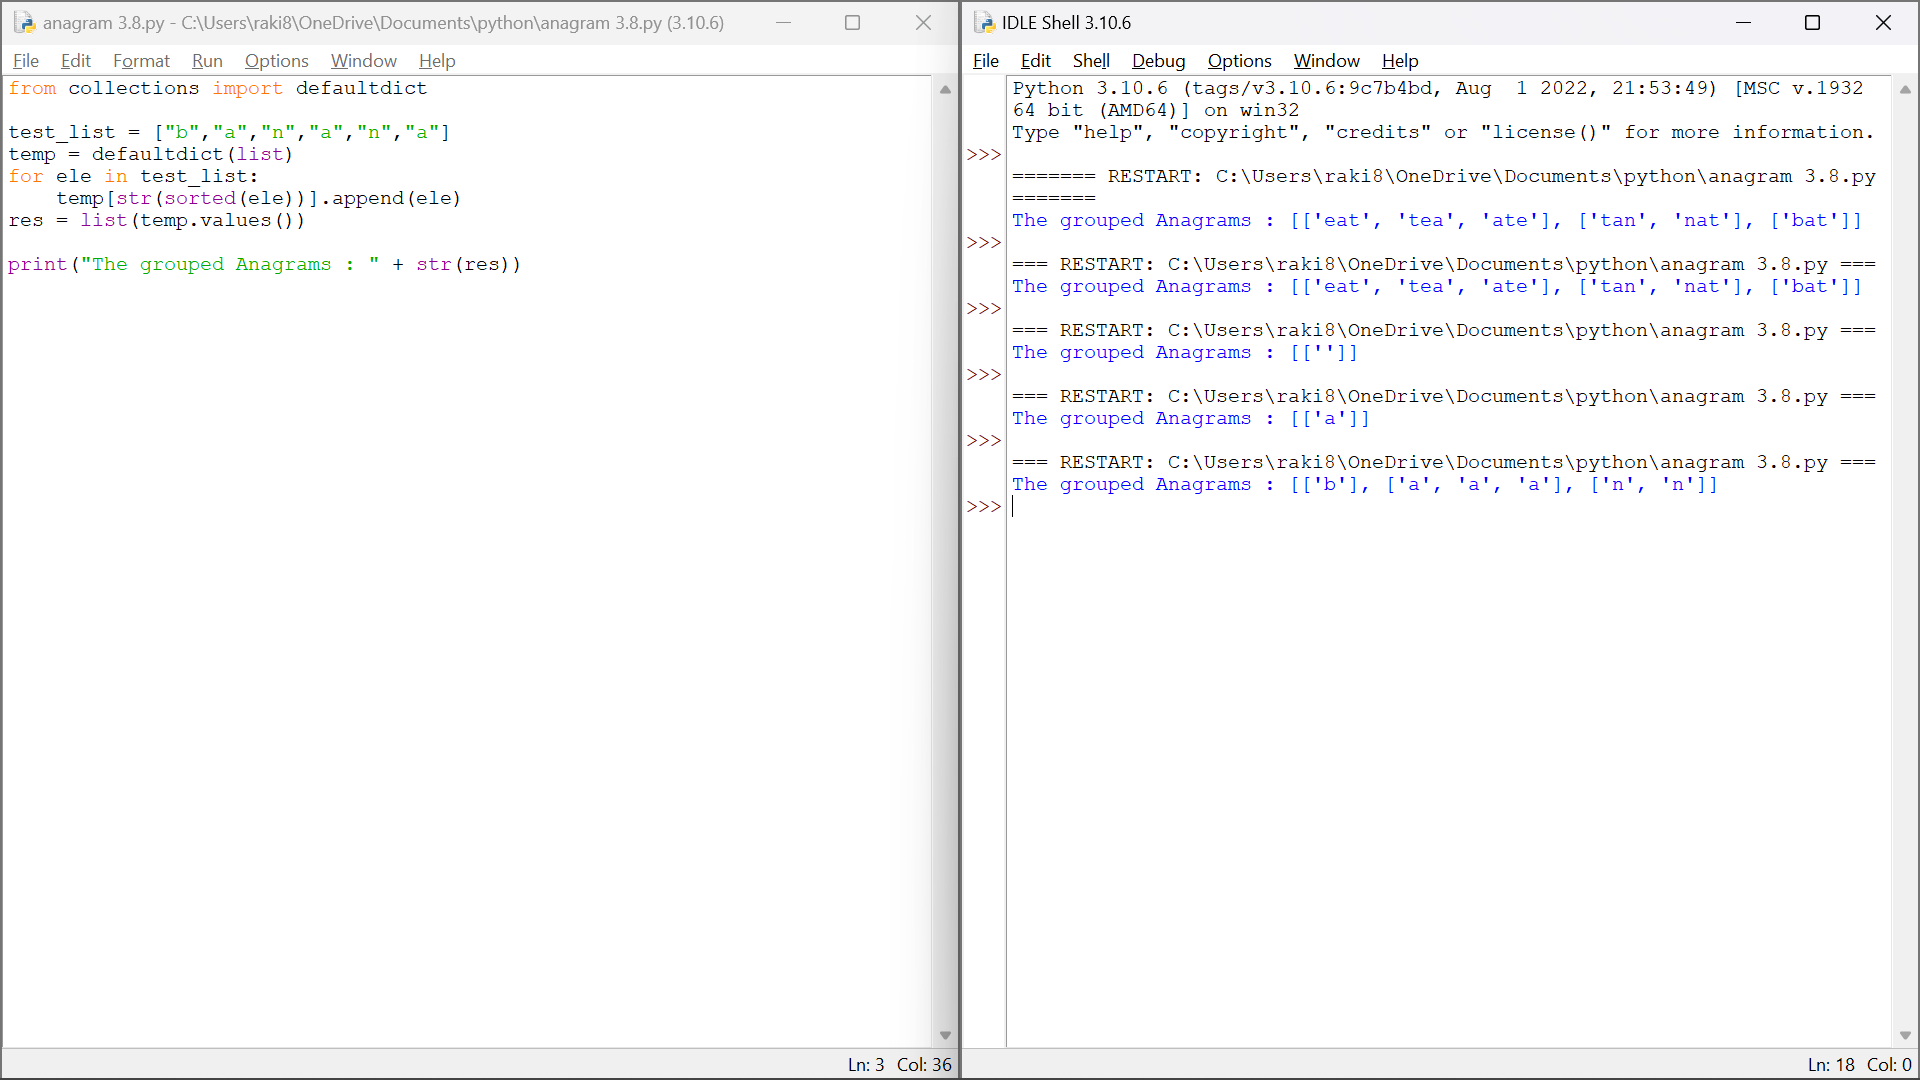 anagram 3.8.py - C:\Users\raki8\OneDrive\Documents\python\anagram 3.8.py (3.10.6)
File Edit Format Run Options Window Help
from collections import defaultdict
test_list = ["b","a","n","a","n","a"]
temp = defaultdict(list)
for ele in test_list:
    temp[str(sorted(ele))].append(ele)
res = list(temp.values())
print("The grouped Anagrams : " + str(res))
Ln: 3 Col: 36
IDLE Shell 3.10.6
File Edit Shell Debug Options Window Help
Python 3.10.6 (tags/v3.10.6:9c7b4bd, Aug  1 2022, 21:53:49) [MSC v.1932
64 bit (AMD64)] on win32
Type "help", "copyright", "credits" or "license()" for more information.
>>>
======= RESTART: C:\Users\raki8\OneDrive\Documents\python\anagram 3.8.py
=======
The grouped Anagrams : [['eat', 'tea', 'ate'], ['tan', 'nat'], ['bat']]
>>>
=== RESTART: C:\Users\raki8\OneDrive\Documents\python\anagram 3.8.py ===
The grouped Anagrams : [['eat', 'tea', 'ate'], ['tan', 'nat'], ['bat']]
>>>
=== RESTART: C:\Users\raki8\OneDrive\Documents\python\anagram 3.8.py ===
The grouped Anagrams : [['']]
>>>
=== RESTART: C:\Users\raki8\OneDrive\Documents\python\anagram 3.8.py ===
The grouped Anagrams : [['a']]
>>>
=== RESTART: C:\Users\raki8\OneDrive\Documents\python\anagram 3.8.py ===
The grouped Anagrams : [['b'], ['a', 'a', 'a'], ['n', 'n']]
>>>
Ln: 18 Col: 0